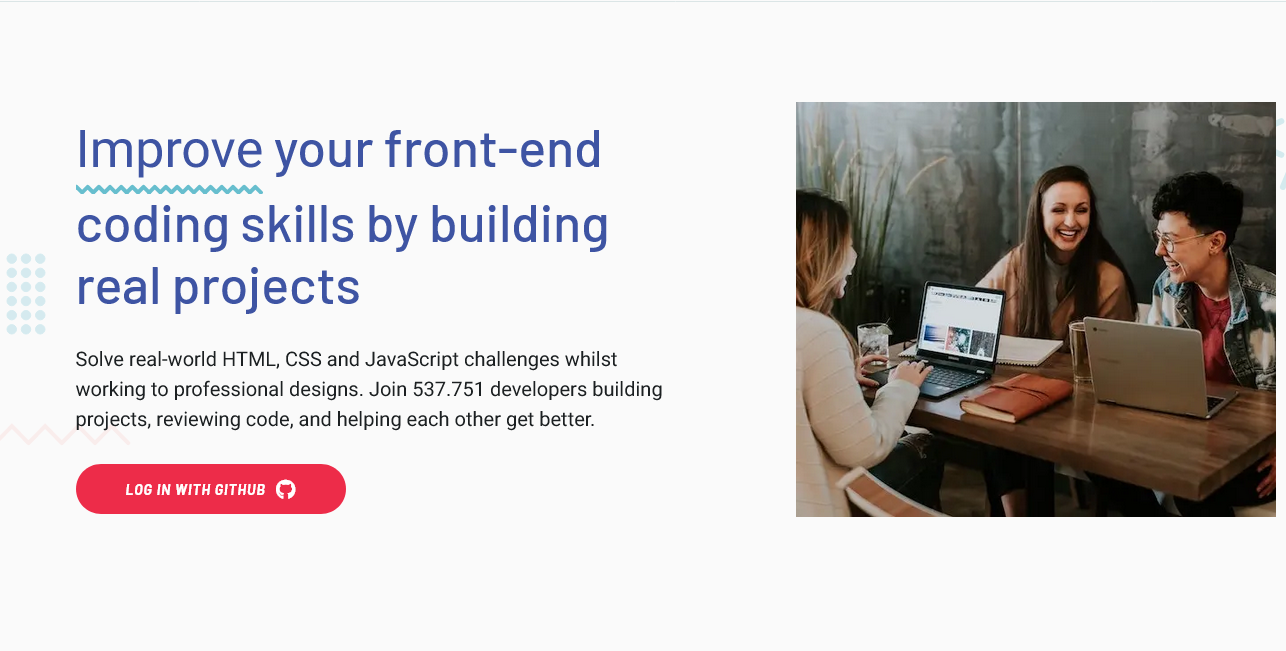 Improve your front-end
coding skills by building
real projects
Solve real-world HTML, CSS and JavaScript challenges whilst
working to professional designs. Join 537.751 developers building
projects, reviewing code, and helping each other get better.
LOG IN WITH GITHUB